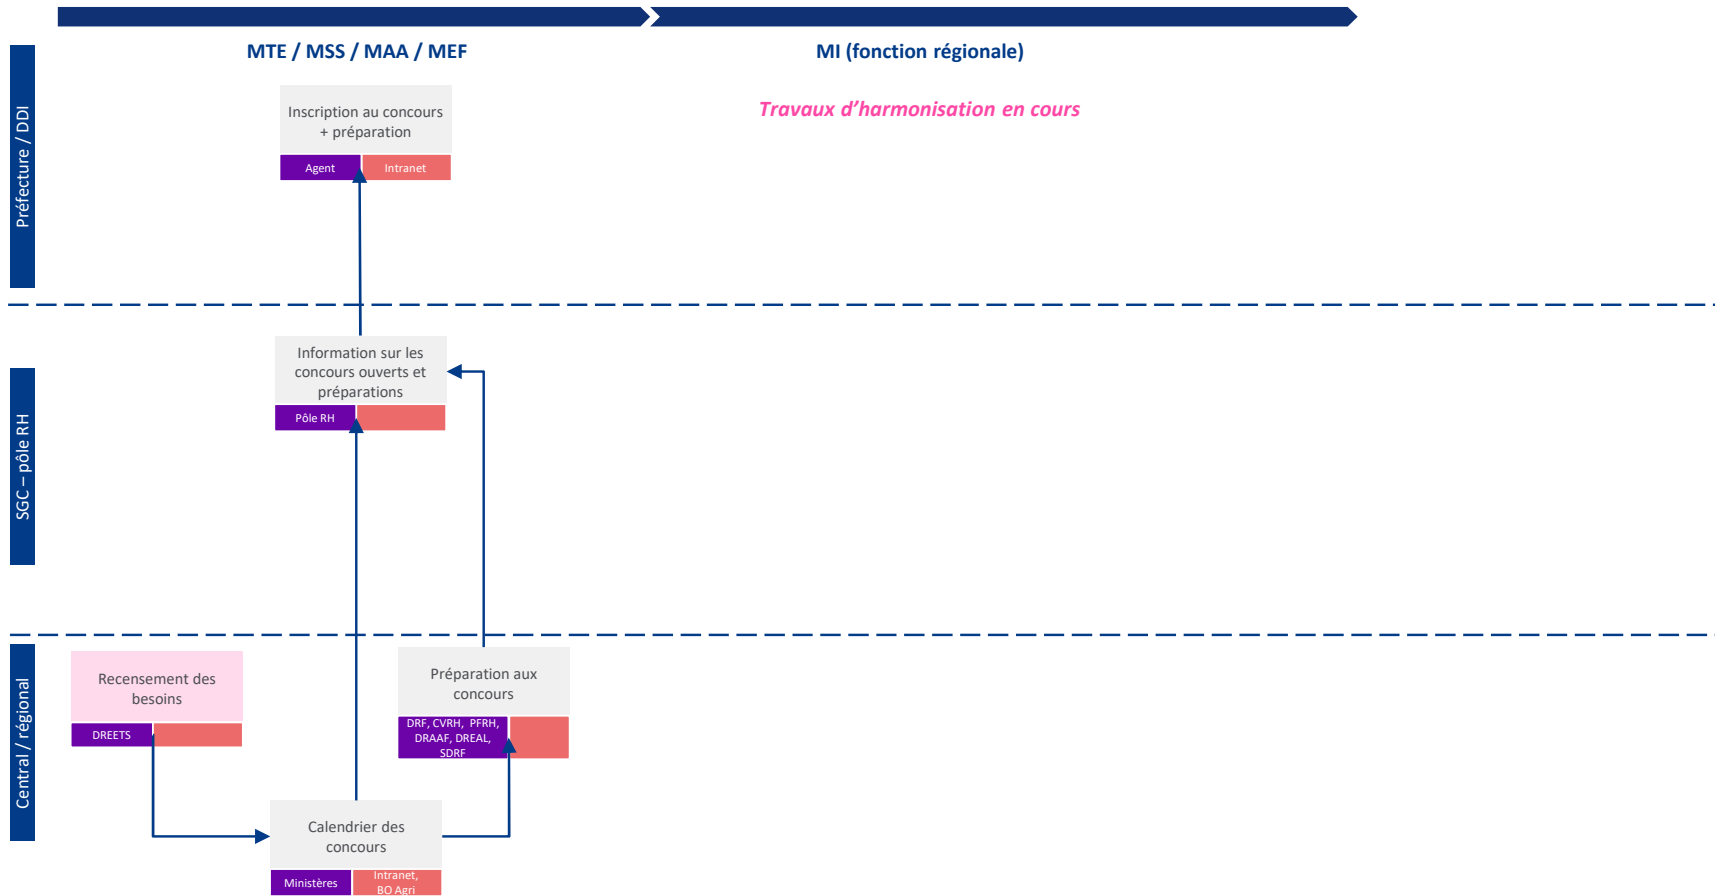 MTE / MSS / MAA / MEF
MI (fonction régionale)
Préfecture / DDI
Inscription au concours
+ préparation
Agent
Intranet
Travaux d’harmonisation en cours
SGC – pôle RH
Information sur les
concours ouverts et
préparations
Pôle RH
Central / régional
Recensement des
besoins
DREETS
Préparation aux
concours
DRF, CVRH, PFRH,
DRAAF, DREAL,
SDRF
Calendrier des
concours
Ministères
Intranet,
BO Agri